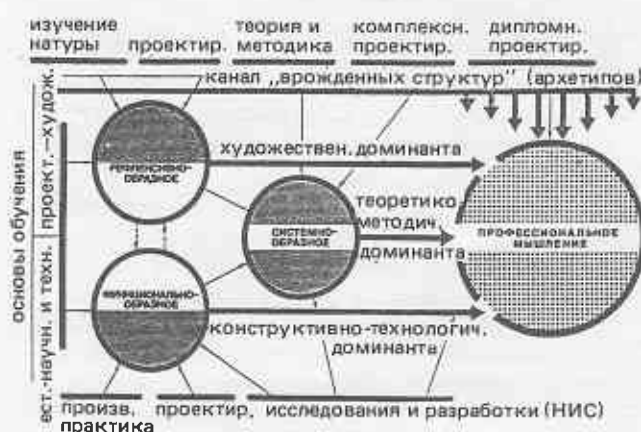 изучение
натуры
проектир.
теория и
методика
комплексн.
проектир.
дипломн.
проектир.
канал „врожденных структур" (архетипов)
основы обучения
проект.—худож.
ест.-научн. и техн.
художествен. доминанта
РЕФЛЕКСИВНО-
ОБРАЗНОЕ
теоретико-
методич.
доминанта
СИСТЕМНО-
ОБРАЗНОЕ
ПРОФЕССИОНАЛЬНОЕ
МЫШЛЕНИЕ
ФУНКЦИОНАЛЬНО-
ОБРАЗНОЕ
конструктивно-технологич.
доминанта
произв.
практика
проектир.
исследования и разработки (НИС)